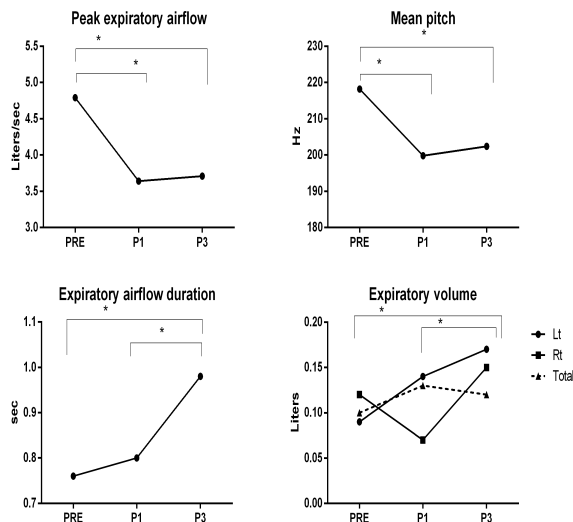 Peak expiratory airflow
5.5
5.0
4.5
4.0
3.5
3.0
Liters/sec
*
*
PRE P1 P3
Mean pitch
230
220
210
200
190
180
Hz
*
*
PRE P1 P3
Expiratory airflow duration
1.1
1.0
0.9
0.8
0.7
sec
*
*
PRE P1 P3
Expiratory volume
0.20
0.15
0.10
0.05
0.00
Liters
*
*
PRE P1 P3
Lt
Rt
Total